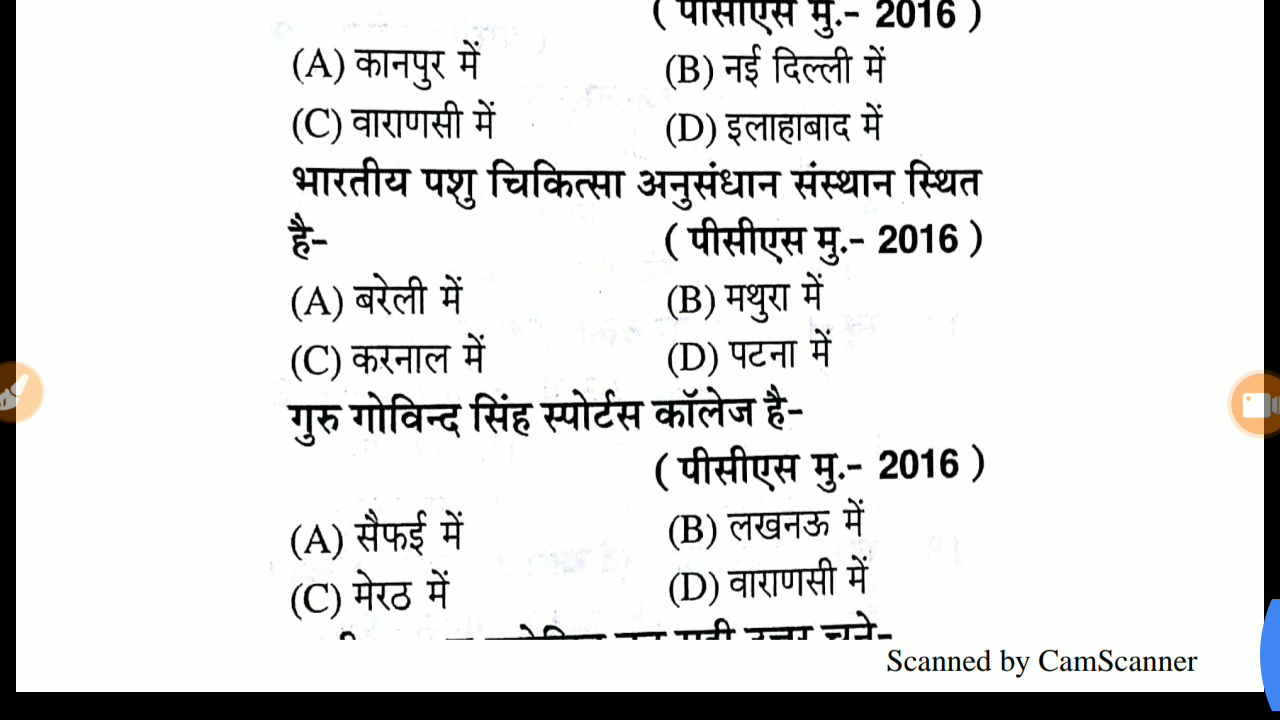 ( पीसीएस मु.- 2016 )
(A) कानपुर में (B) नई दिल्ली में
(C) वाराणसी में (D) इलाहाबाद में
भारतीय पशु चिकित्सा अनुसंधान संस्थान स्थित
है- ( पीसीएस मु.- 2016 )
(A) बरेली में (B) मथुरा में
(C) करनाल में (D) पटना में
गुरु गोविन्द सिंह स्पोर्टस कॉलेज है-
( पीसीएस मु.- 2016 )
(A) सैफई में (B) लखनऊ में
(C) मेरठ में (D) वाराणसी में
Scanned by CamScanner